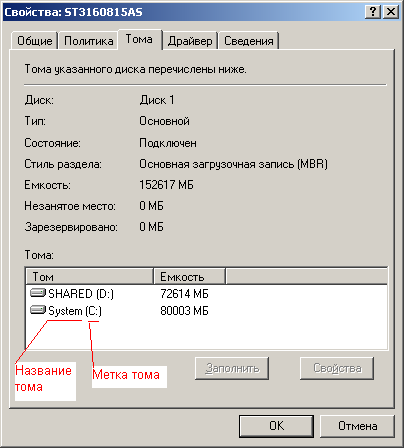 Свойства: ST3160815AS
Общие Политика Тома Драйвер Сведения
Тома указанного диска перечислены ниже.
Диск: Диск 1
Тип: Основной
Состояние: Подключен
Стиль раздела: Основная загрузочная запись (MBR)
Емкость: 152617 МБ
Незанятое место: 0 МБ
Зарезервировано: 0 МБ
Тома:
Том Емкость
SHARED (D:) 72614 МБ
System (C:) 80003 МБ
Название
тома
Метка тома
Заполнить Свойства
OK Отмена